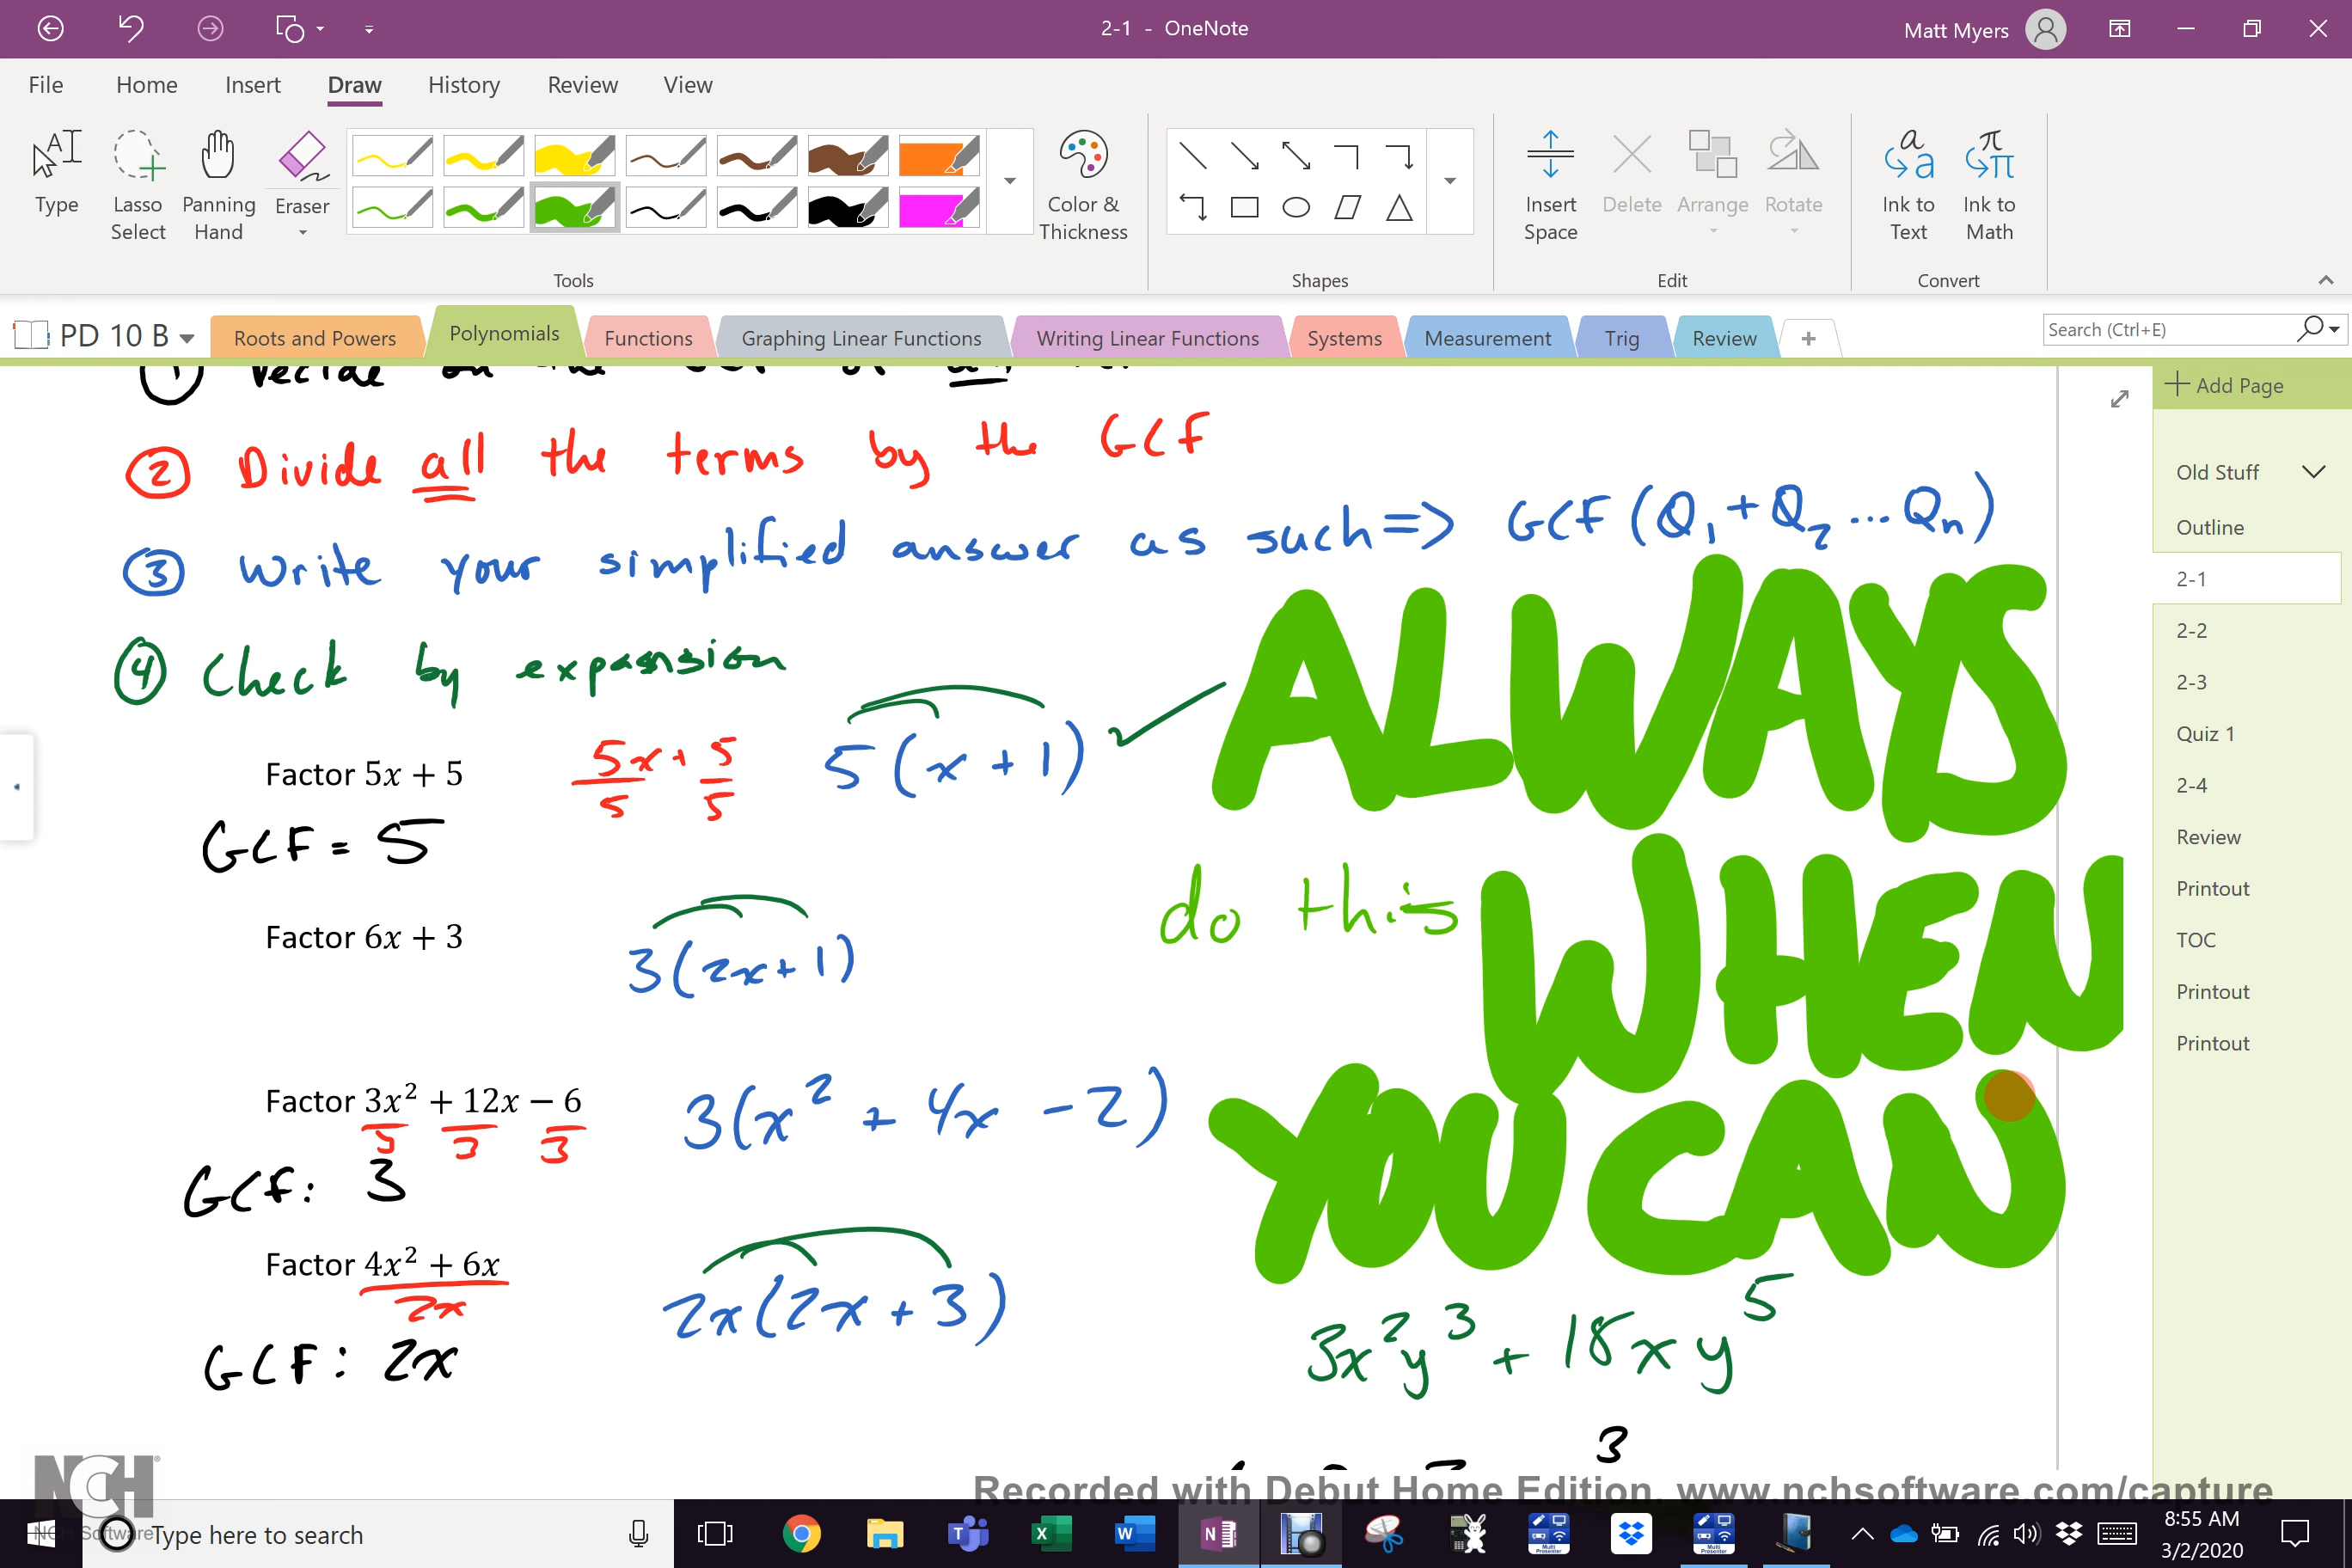 2-1 - OneNote
Matt Myers
File Home Insert Draw History Review View
Type
Lasso Select
Panning Hand
Eraser
Color & Thickness
Insert Space
Delete
Arrange
Rotate
Ink to Text
Ink to Math
Tools
Shapes
Edit
Convert
PD 10 B
Roots and Powers
Polynomials
Functions
Graphing Linear Functions
Writing Linear Functions
Systems
Measurement
Trig
Review
Search (Ctrl+E)
Add Page
Old Stuff
Outline
2-1
2-2
2-3
Quiz 1
2-4
Review
Printout
TOC
Printout
Printout
② Divide all the terms by the GCF
③ Write your simplified answer as such => GCF (Q₁ + Q₂ ... Qₙ)
④ Check by expansion
Factor 5x + 5
5x + 5
5 5
5(x + 1) ✓
GCF = 5
ALWAYS
do this WHEN
YOU CAN
Factor 6x + 3
3(2x + 1)
Factor 3x² + 12x − 6
3 3 3
3(x² + 4x - 2)
GCF: 3
Factor 4x² + 6x
2x
2x(2x + 3)
GCF: 2x
3x²y³ + 18xy⁵
3
Recorded with Debut Home Edition. www.nchsoftware.com/capture
NCH
NCH Software
Type here to search
8:55 AM
3/2/2020